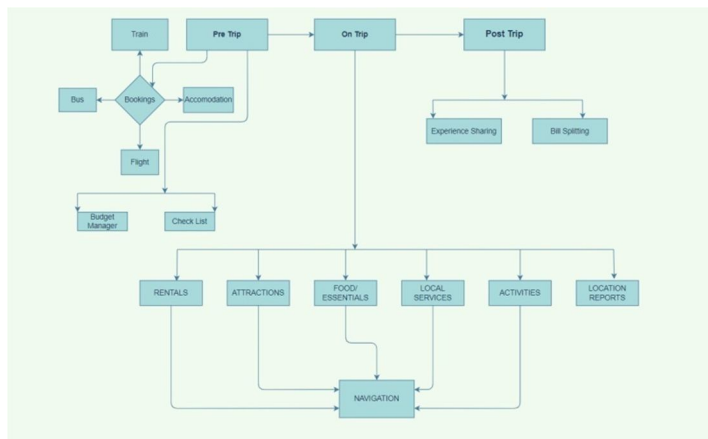 Train
Pre Trip
On Trip
Post Trip
Bus
Bookings
Accomodation
Flight
Experience Sharing
Bill Splitting
Budget
Manager
Check List
RENTALS
ATTRACTIONS
FOOD/
ESSENTIALS
LOCAL
SERVICES
ACTIVITIES
LOCATION
REPORTS
NAVIGATION